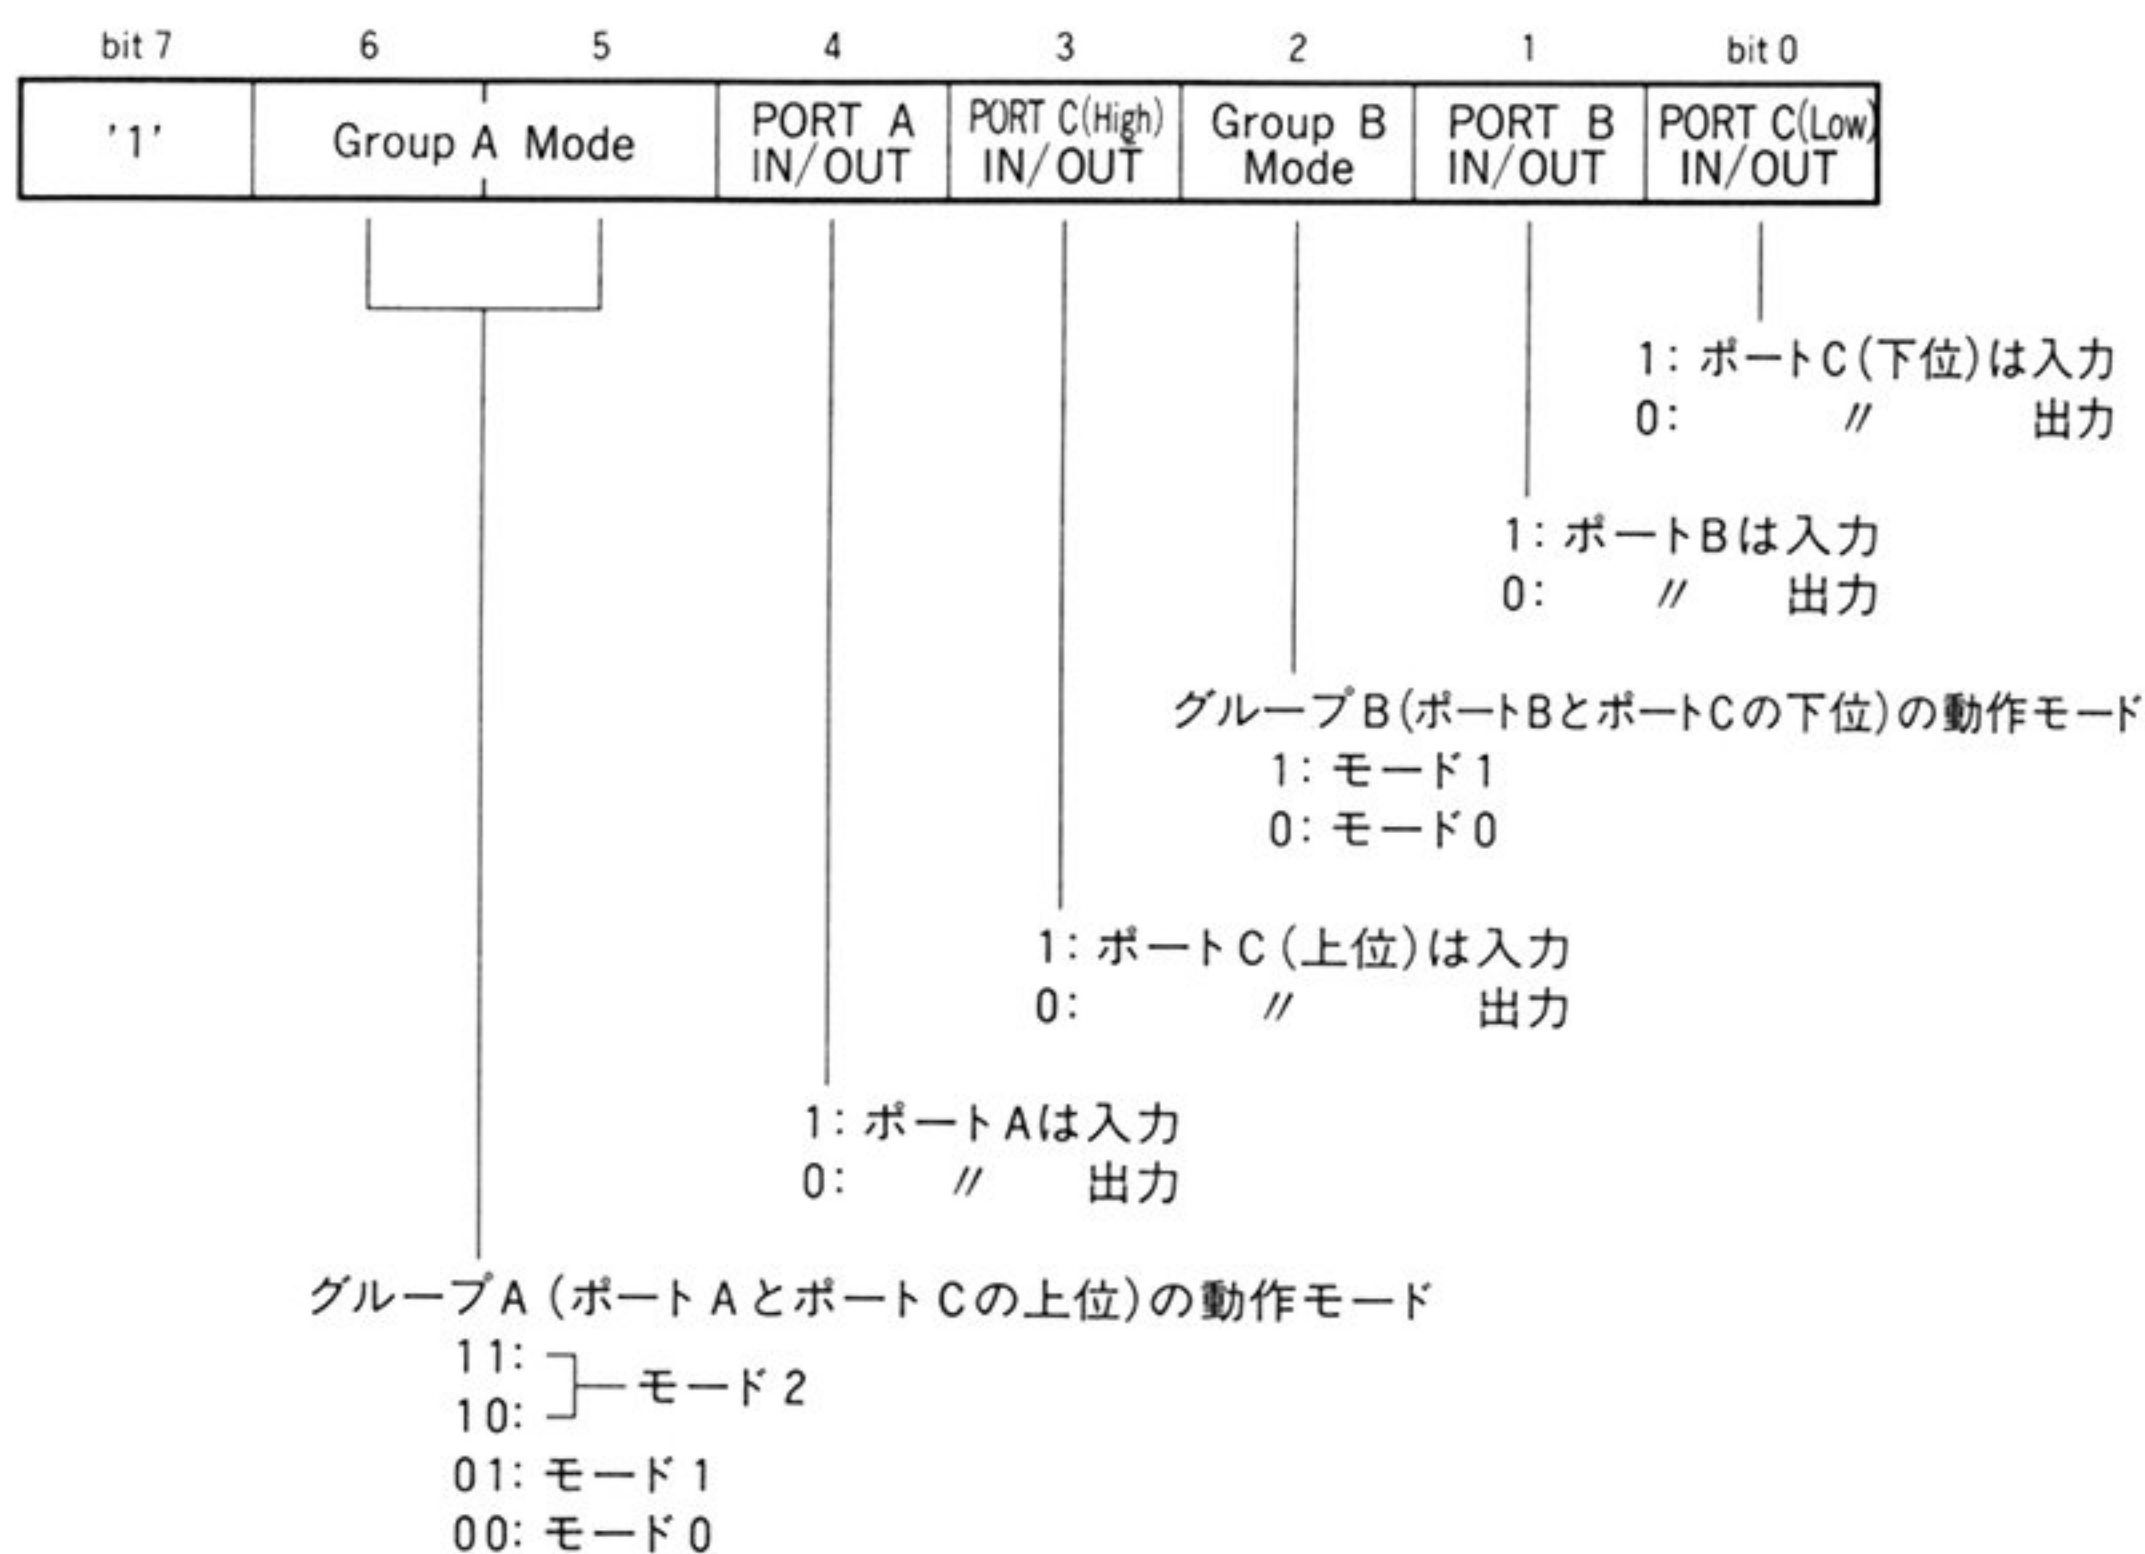 bit 7 6 5 4 3 2 1 bit 0
'1' Group A Mode PORT A IN/OUT PORT C(High) IN/OUT Group B Mode PORT B IN/OUT PORT C(Low) IN/OUT
1: ポートC(下位)は入力
0: 〃 出力
1: ポートBは入力
0: 〃 出力
グループB(ポートBとポートCの下位)の動作モード
1: モード1
0: モード0
1: ポートC(上位)は入力
0: 〃 出力
1: ポートAは入力
0: 〃 出力
グループA(ポートAとポートCの上位)の動作モード
11:
モード2
10:
01: モード1
00: モード0